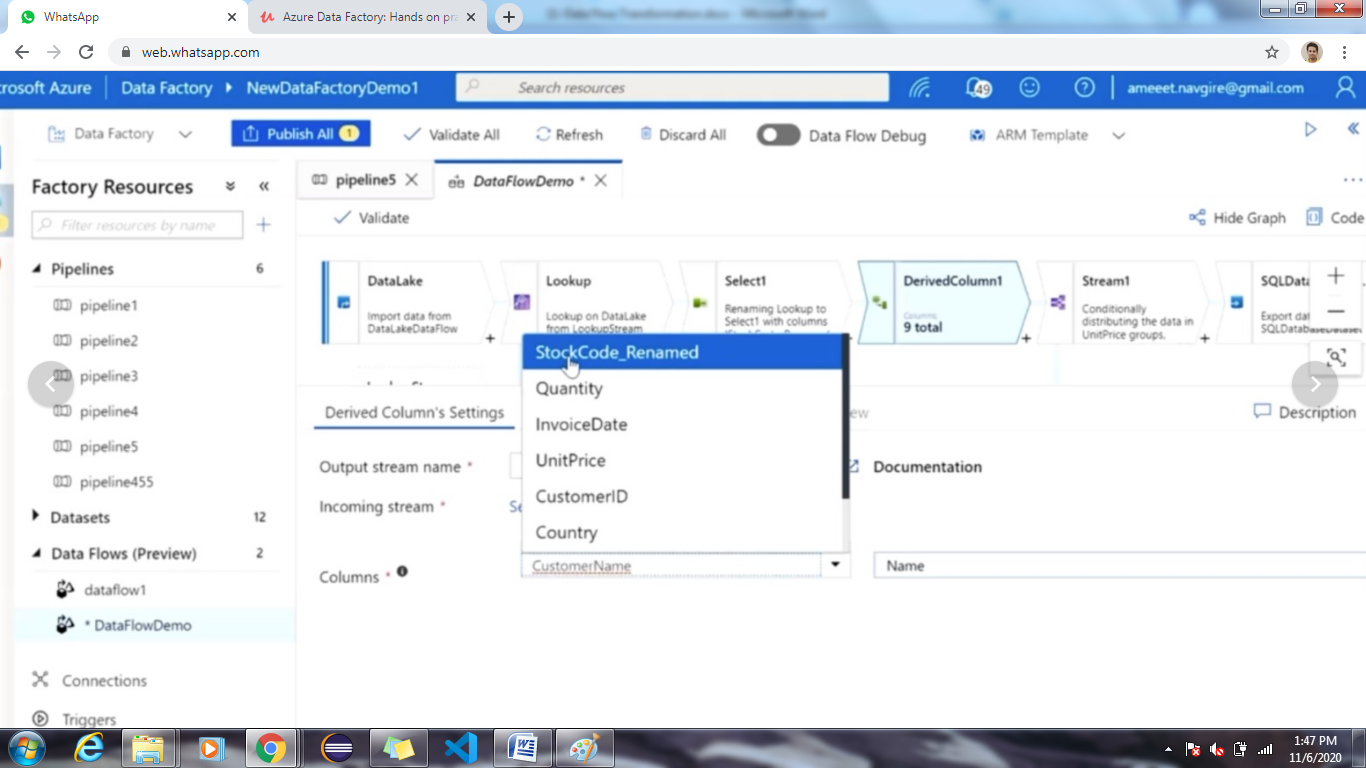 WhatsApp
Azure Data Factory: Hands on pra
web.whatsapp.com
crosoft Azure
Data Factory
NewDataFactoryDemo1
Search resources
49
ameeet.navgire@gmail.com
Data Factory
Publish All 1
Validate All
Refresh
Discard All
Data Flow Debug
ARM Template
Factory Resources
pipeline5
DataFlowDemo *
Filter resources by name
Validate
Hide Graph
Code
Pipelines 6
pipeline1
pipeline2
pipeline3
pipeline4
pipeline5
pipeline455
Datasets 12
Data Flows (Preview) 2
dataflow1
* DataFlowDemo
Connections
Triggers
DataLake
Import data from
DataLakeDataFlow
Lookup
Lookup on DataLake
from LookupStream
Select1
Renaming Lookup to
Select1 with columns
DerivedColumn1
Columns
9 total
Stream1
Conditionally
distributing the data in
UnitPrice groups,
SQLData
Export dat
SQLDatabaseDataset
Derived Column's Settings
Description
Output stream name *
Documentation
Incoming stream *
Columns *
StockCode_Renamed
Quantity
InvoiceDate
UnitPrice
CustomerID
Country
CustomerName
Name
1:47 PM
11/6/2020